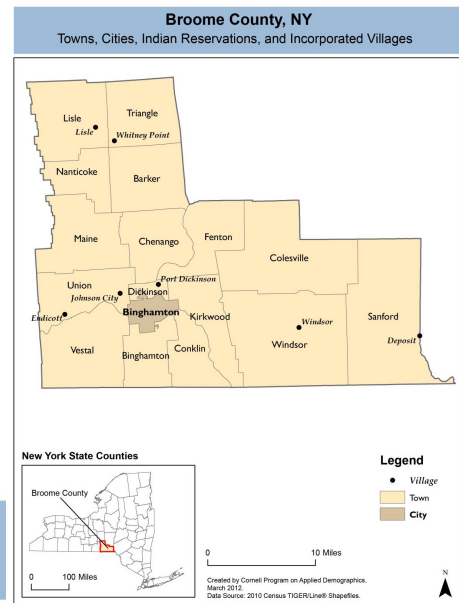 Broome County, NY
Towns, Cities, Indian Reservations, and Incorporated Villages
Lisle
Triangle
Lisle
Whitney Point
Nanticoke
Barker
Maine
Chenango
Fenton
Colesville
Union
Dickinson
Port Dickinson
Johnson City
Endicott
Binghamton
Kirkwood
Windsor
Sanford
Deposit
Vestal
Binghamton
Conklin
Windsor
New York State Counties
Broome County
0 100 Miles
Legend
Village
Town
City
0 10 Miles
Created by Cornell Program on Applied Demographics.
March 2012.
Data Source: 2010 Census TIGER/Line® Shapefiles.
N